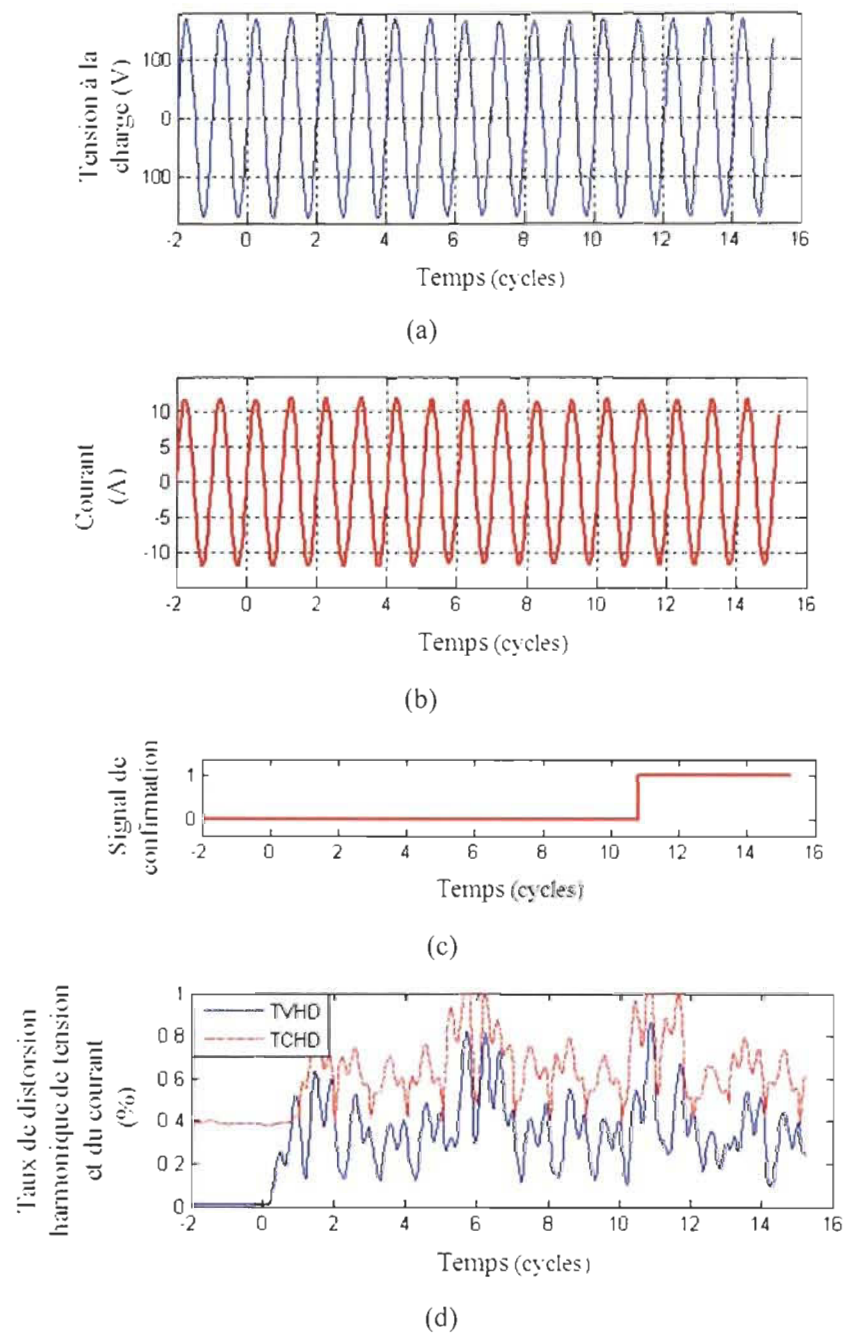 Tension à la
charge (V)
100
0
100
-2 0 2 4 6 8 10 12 14 16
Temps (cycles)
(a)
Courant
(A)
10
5
0
-5
-10
-2 0 2 4 6 8 10 12 14 16
Temps (cycles)
(b)
Signal de
confirmation
1
0
-2 0 2 4 6 8 10 12 14 16
Temps (cycles)
(c)
Taux de distorsion
harmonique de tension
et du courant
(%)
1
0.8
0.6
0.4
0.2
0
TVHD
TCHD
-2 0 2 4 6 8 10 12 14 16
Temps (cycles)
(d)